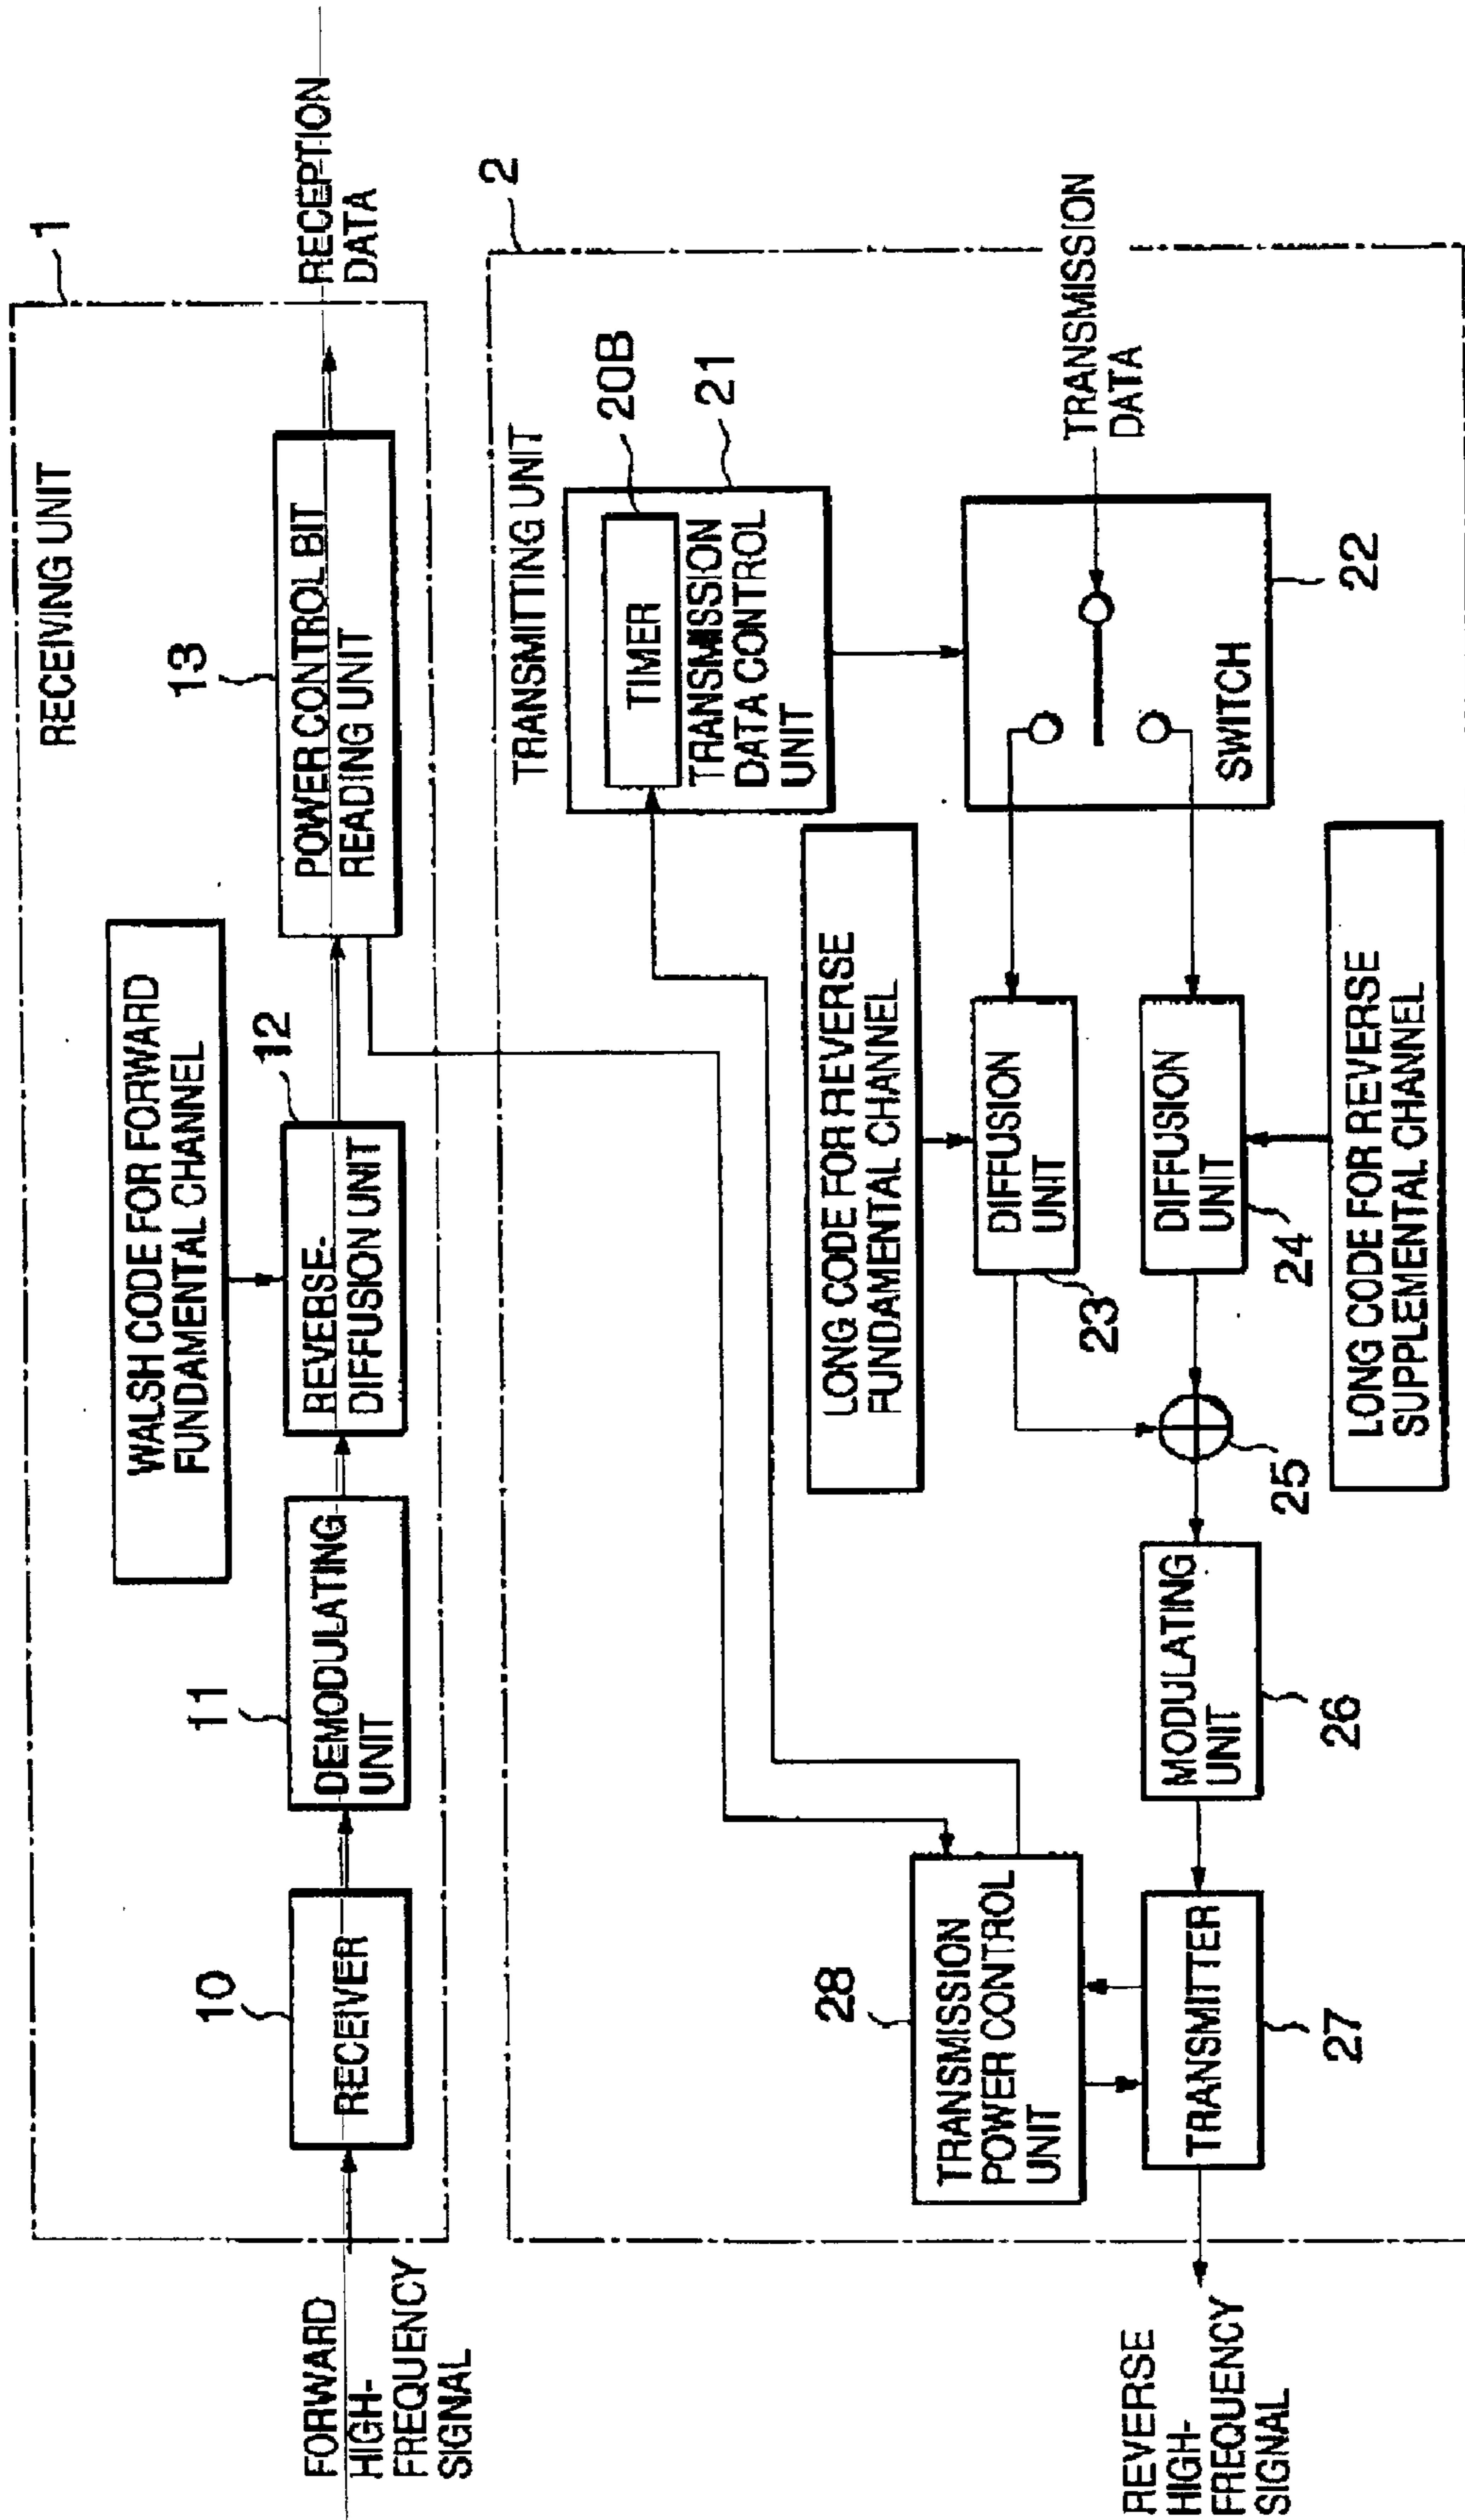 RECEIVING UNIT
1
WALSH CODE FOR FORWARD
FUNDAMENTAL CHANNEL
10
11
12
13
FORWARD
HIGH-
FREQUENCY
SIGNAL
RECEIVER
DEMODULATING
UNIT
REVEBSE-
DIFFUSION UNIT
POWER CONTROL BIT
READING UNIT
RECEPTION
DATA
TRANSMITTING UNIT
2
TIMER
20B
TRANSMISSION
DATA CONTROL
UNIT
21
LONG CODE FOR REVERSE
FUNDAMENTAL CHANNEL
28
TRANSMISSION
POWER CONTROL
UNIT
DIFFUSION
UNIT
23
TRANSMISSION
DATA
REVERSE
HIGH-
FREQUENCY
SIGNAL
TRANSMITTER
27
MODULATING
UNIT
26
25
DIFFUSION
UNIT
24
SWITCH
22
LONG CODE FOR REVERSE
SUPPLEMENTAL CHANNEL